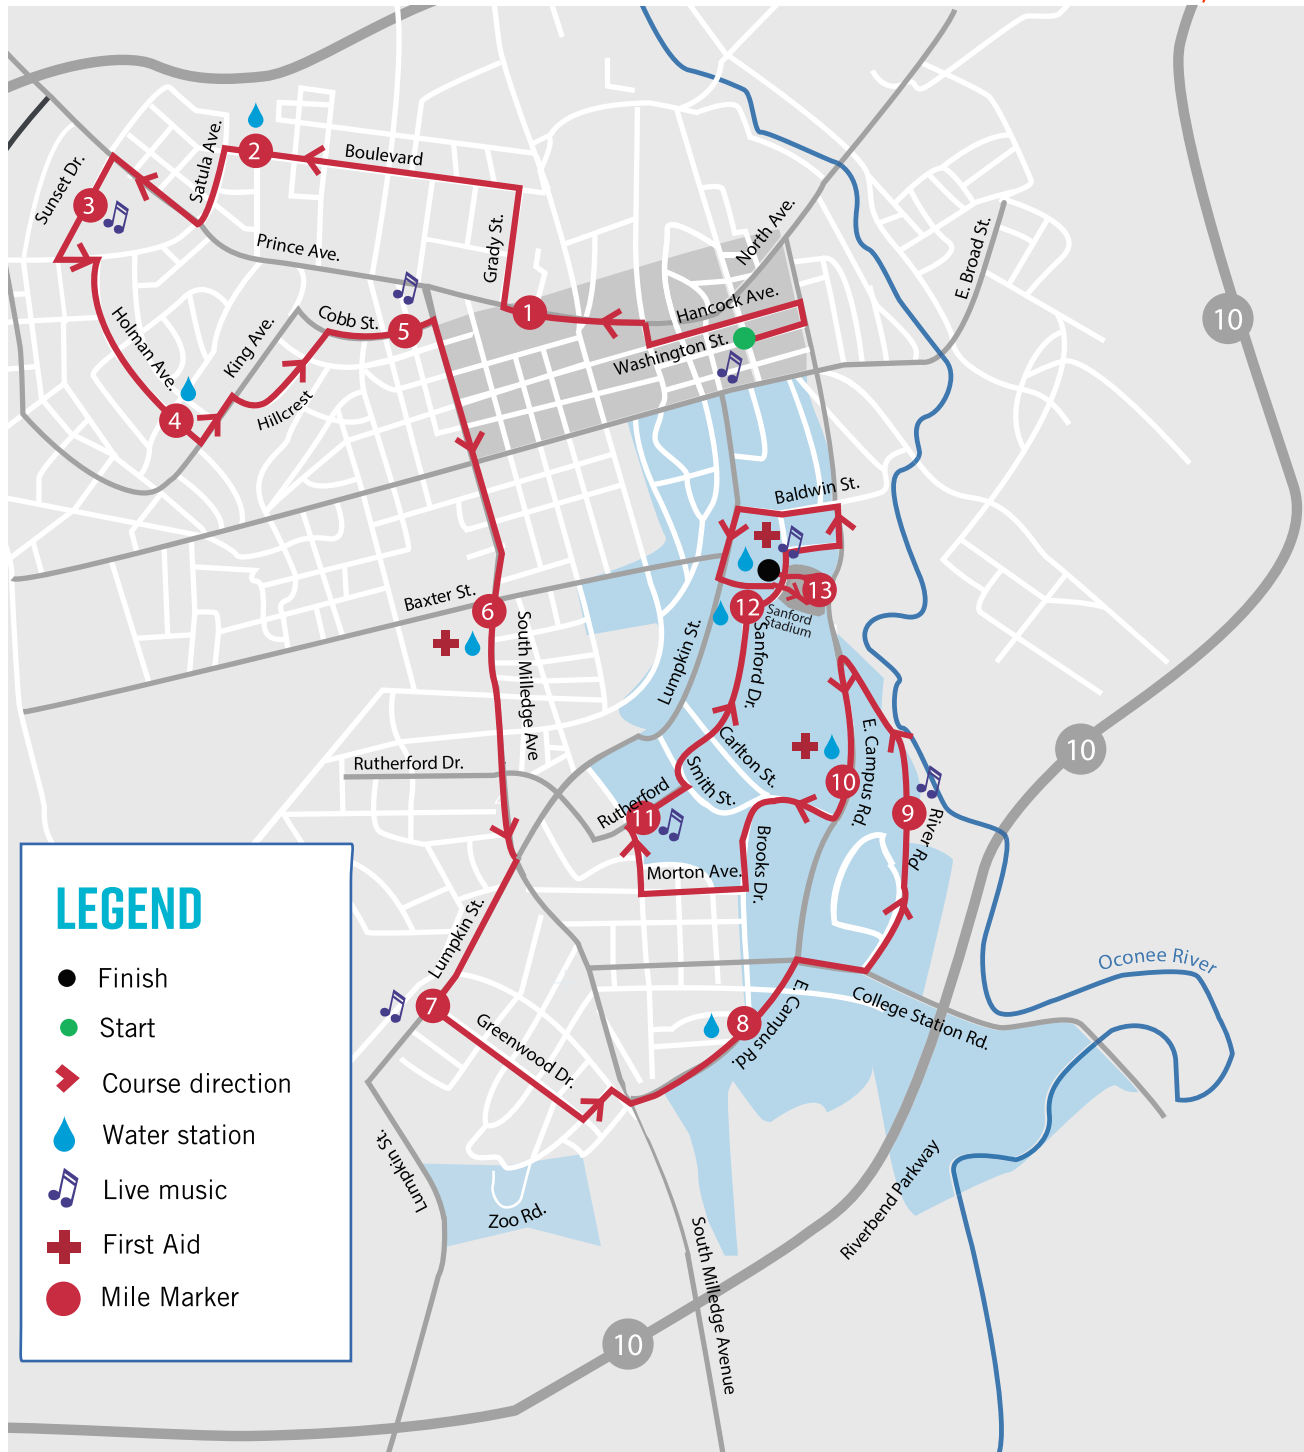 Boulevard
Satula Ave.
2
Sunset Dr.
3
Grady St.
Prince Ave.
North Ave.
E. Broad St.
Hancock Ave.
1
Cobb St.
5
Holman Ave.
King Ave.
Washington St.
10
Hillcrest
4
Baldwin St.
Baxter St.
6
12
13
Sanford
Stadium
South Milledge Ave
Lumpkin St.
Sanford Dr.
Carlton St.
E. Campus Rd.
10
Rutherford Dr.
Smith St.
10
Rutherford
11
9
River Rd
Brooks Dr.
Morton Ave.
LEGEND
Finish
Start
Course direction
Water station
Live music
First Aid
Mile Marker
Lumpkin St.
7
Greenwood Dr.
8
E. Campus Rd.
College Station Rd.
Oconee River
Lumpkin St.
Zoo Rd.
Riverbend Parkway
South Milledge Avenue
10